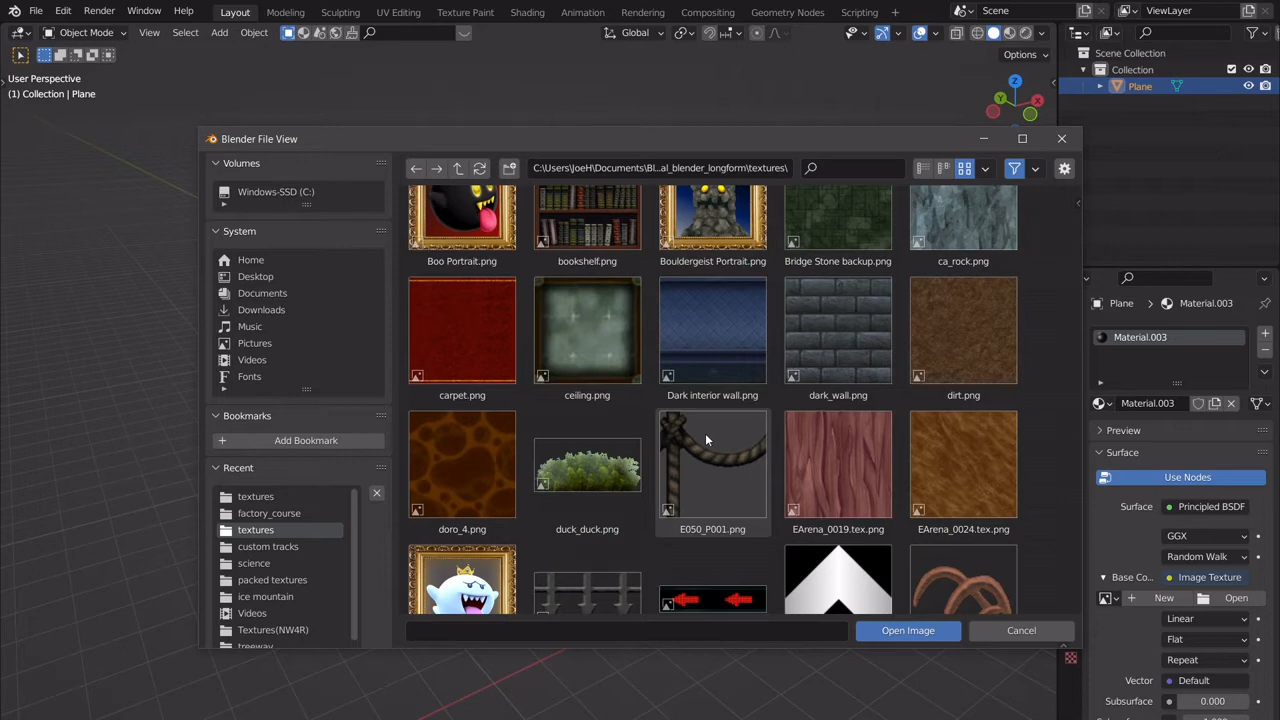 File Edit Render Window Help Layout Modeling Sculpting UV Editing Texture Paint Shading Animation Rendering Compositing Geometry Nodes Scripting + Scene ViewLayer
Object Mode View Select Add Object Global
Options
User Perspective
(1) Collection | Plane
Z
Y X
Scene Collection
Collection
Plane
Blender File View
Volumes
Windows-SSD (C:)
System
Home
Desktop
Documents
Downloads
Music
Pictures
Videos
Fonts
Bookmarks
+ Add Bookmark
Recent
textures
factory_course
textures
custom tracks
science
packed textures
ice mountain
Videos
Textures(NW4R)
treeway
C:\Users\JoeH\Documents\Bl...al_blender_longform\textures\
Boo Portrait.png bookshelf.png Bouldergeist Portrait.png Bridge Stone backup.png ca_rock.png
carpet.png ceiling.png Dark interior wall.png dark_wall.png dirt.png
doro_4.png duck_duck.png E050_P001.png EArena_0019.tex.png EArena_0024.tex.png
Open Image Cancel
Plane > Material.003
Material.003
Material.003
Preview
Surface
Use Nodes
Surface Principled BSDF
GGX
Random Walk
Base Co... Image Texture
+ New Open
Linear
Flat
Repeat
Vector Default
Subsurface 0.000